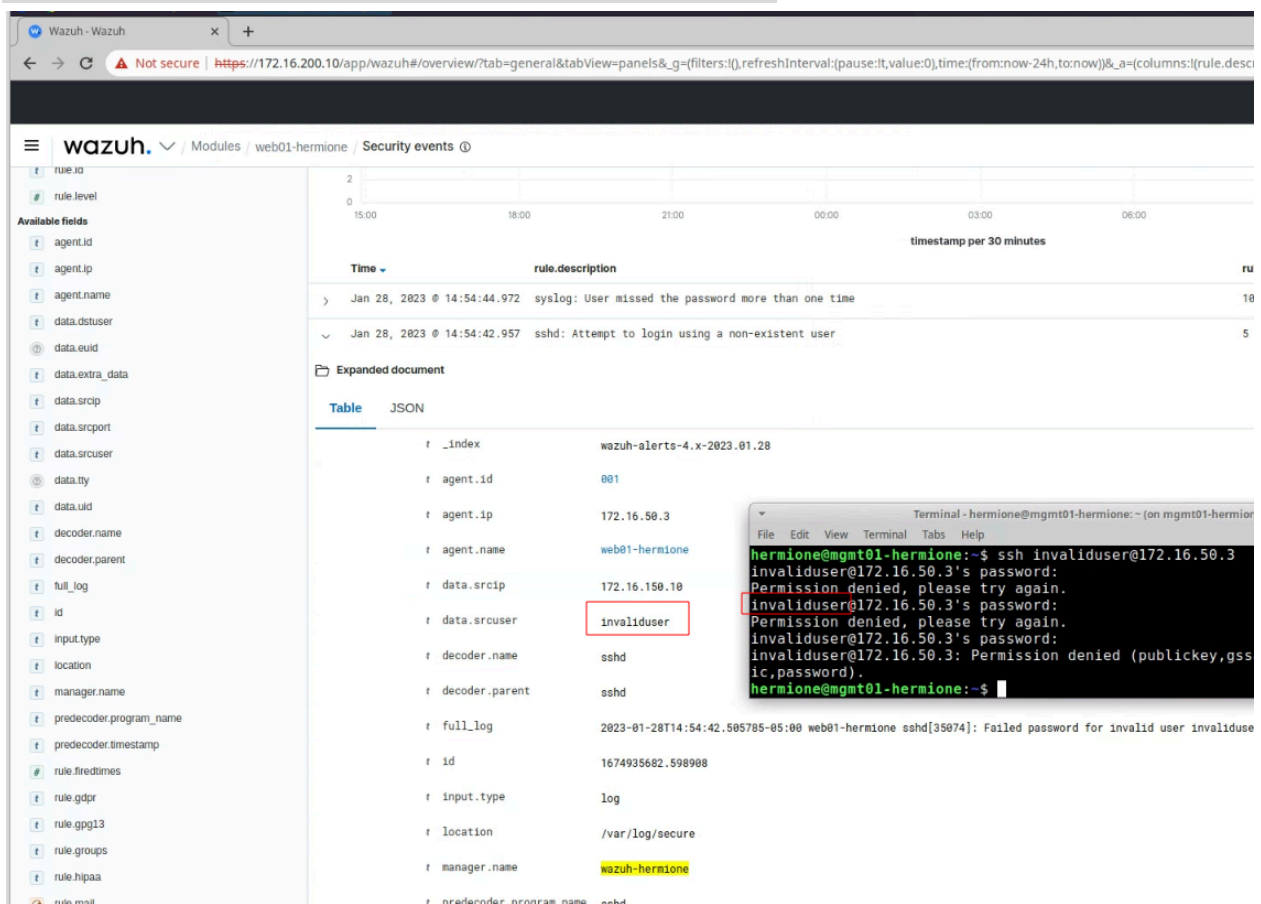 Wazuh - Wazuh × +
Not secure | https://172.16.200.10/app/wazuh#/overview/?tab=general&tabView=panels&_g=(filters:!(),refreshInterval:(pause:!t,value:0),time:(from:now-24h,to:now))&_a=(columns:!(rule.descr
wazuh. / Modules / web01-hermione / Security events
t rule.id
# rule.level
Available fields
t agent.id
t agent.ip
t agent.name
t data.dstuser
data.euid
t data.extra_data
t data.srcip
t data.srcport
t data.srcuser
data.tty
t data.uid
t decoder.name
t decoder.parent
t full_log
t id
t input.type
t location
t manager.name
t predecoder.program_name
t predecoder.timestamp
# rule.firedtimes
t rule.gdpr
t rule.gpg13
t rule.groups
t rule.hipaa
rule.mail
2
0
15:00 18:00 21:00 00:00 03:00 06:00
timestamp per 30 minutes
Time rule.description ru
Jan 28, 2023 @ 14:54:44.972 syslog: User missed the password more than one time 10
Jan 28, 2023 @ 14:54:42.957 sshd: Attempt to login using a non-existent user 5
Expanded document
Table JSON
t _index wazuh-alerts-4.x-2023.01.28
t agent.id 001
t agent.ip 172.16.50.3
t agent.name web01-hermione
t data.srcip 172.16.150.10
t data.srcuser invaliduser
t decoder.name sshd
t decoder.parent sshd
t full_log 2023-01-28T14:54:42.505785-05:00 web01-hermione sshd[35074]: Failed password for invalid user invaliduse
t id 1674935682.598908
t input.type log
t location /var/log/secure
t manager.name wazuh-hermione
t predecoder.program_name sshd
Terminal - hermione@mgmt01-hermione: ~ (on mgmt01-hermion
File Edit View Terminal Tabs Help
hermione@mgmt01-hermione:~$ ssh invaliduser@172.16.50.3
invaliduser@172.16.50.3's password:
Permission denied, please try again.
invaliduser@172.16.50.3's password:
Permission denied, please try again.
invaliduser@172.16.50.3's password:
invaliduser@172.16.50.3: Permission denied (publickey,gss
ic,password).
hermione@mgmt01-hermione:~$